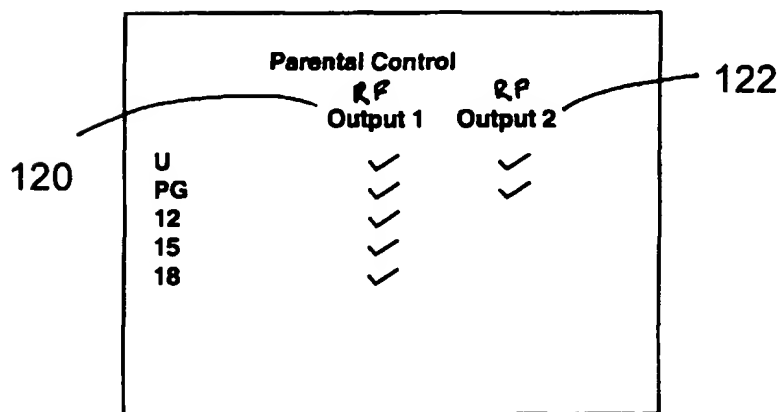 Parental Control
RF RF
Output 1 Output 2
122
120
U ✓ ✓
PG ✓ ✓
12 ✓
15 ✓
18 ✓